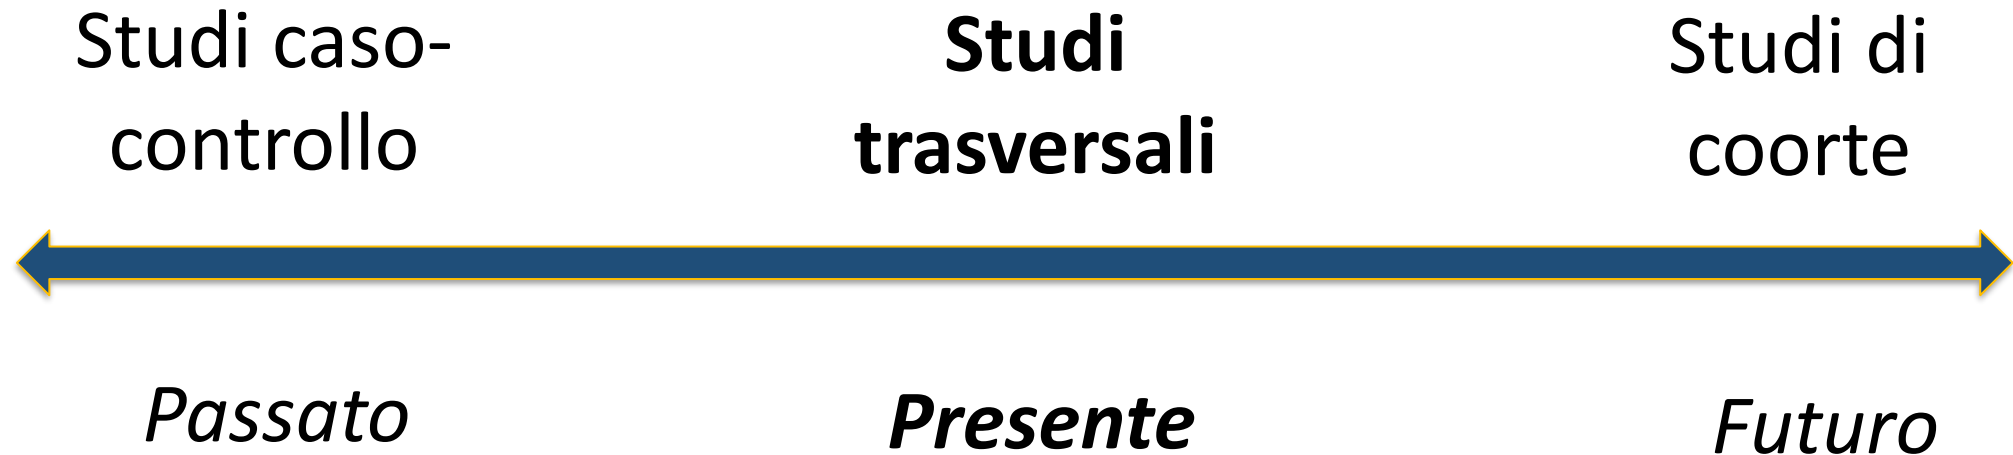 Studi caso-
controllo
Studi
trasversali
Studi di
coorte
Passato
Presente
Futuro